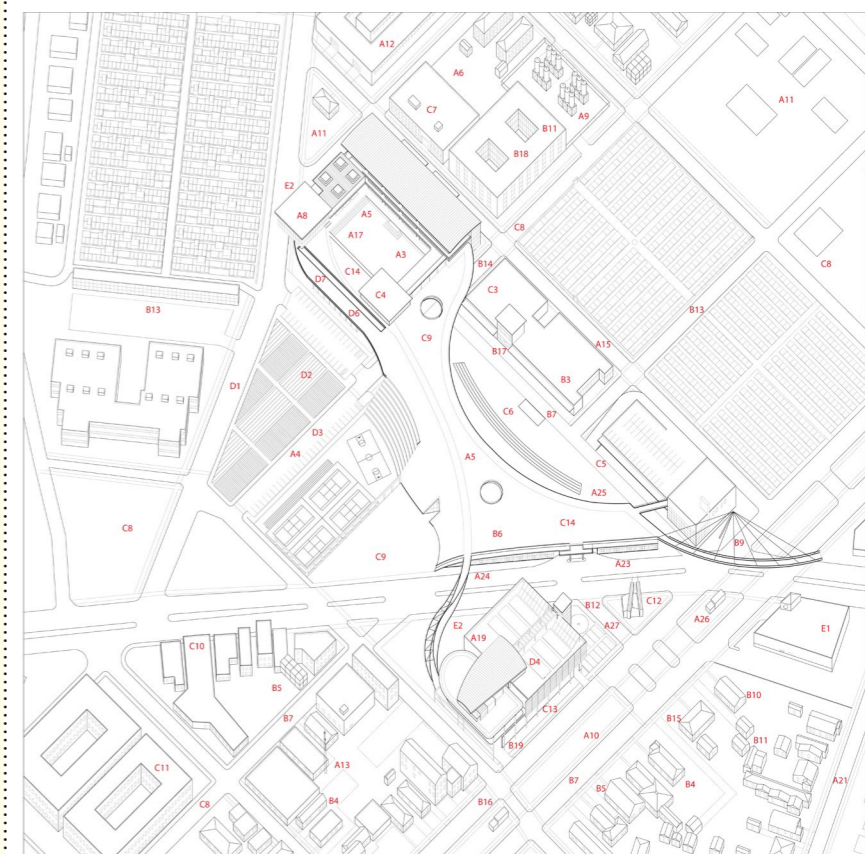 A12
A6
A11
C7
A9
A11
B11
B18
E2
A8
A5
A17
A3
C8
C8
B14
C14
D7
C4
C3
B13
B13
D6
C9
A15
B17
B3
D2
D1
C6
B7
D3
A4
A5
C5
A25
C8
B6
C14
B9
C9
A23
A24
B12
C12
A26
E2
A27
E1
A19
C10
D4
B5
B10
C13
B15
B7
A10
B11
B19
C11
A13
B7
B5
B4
A21
C8
B4
B16